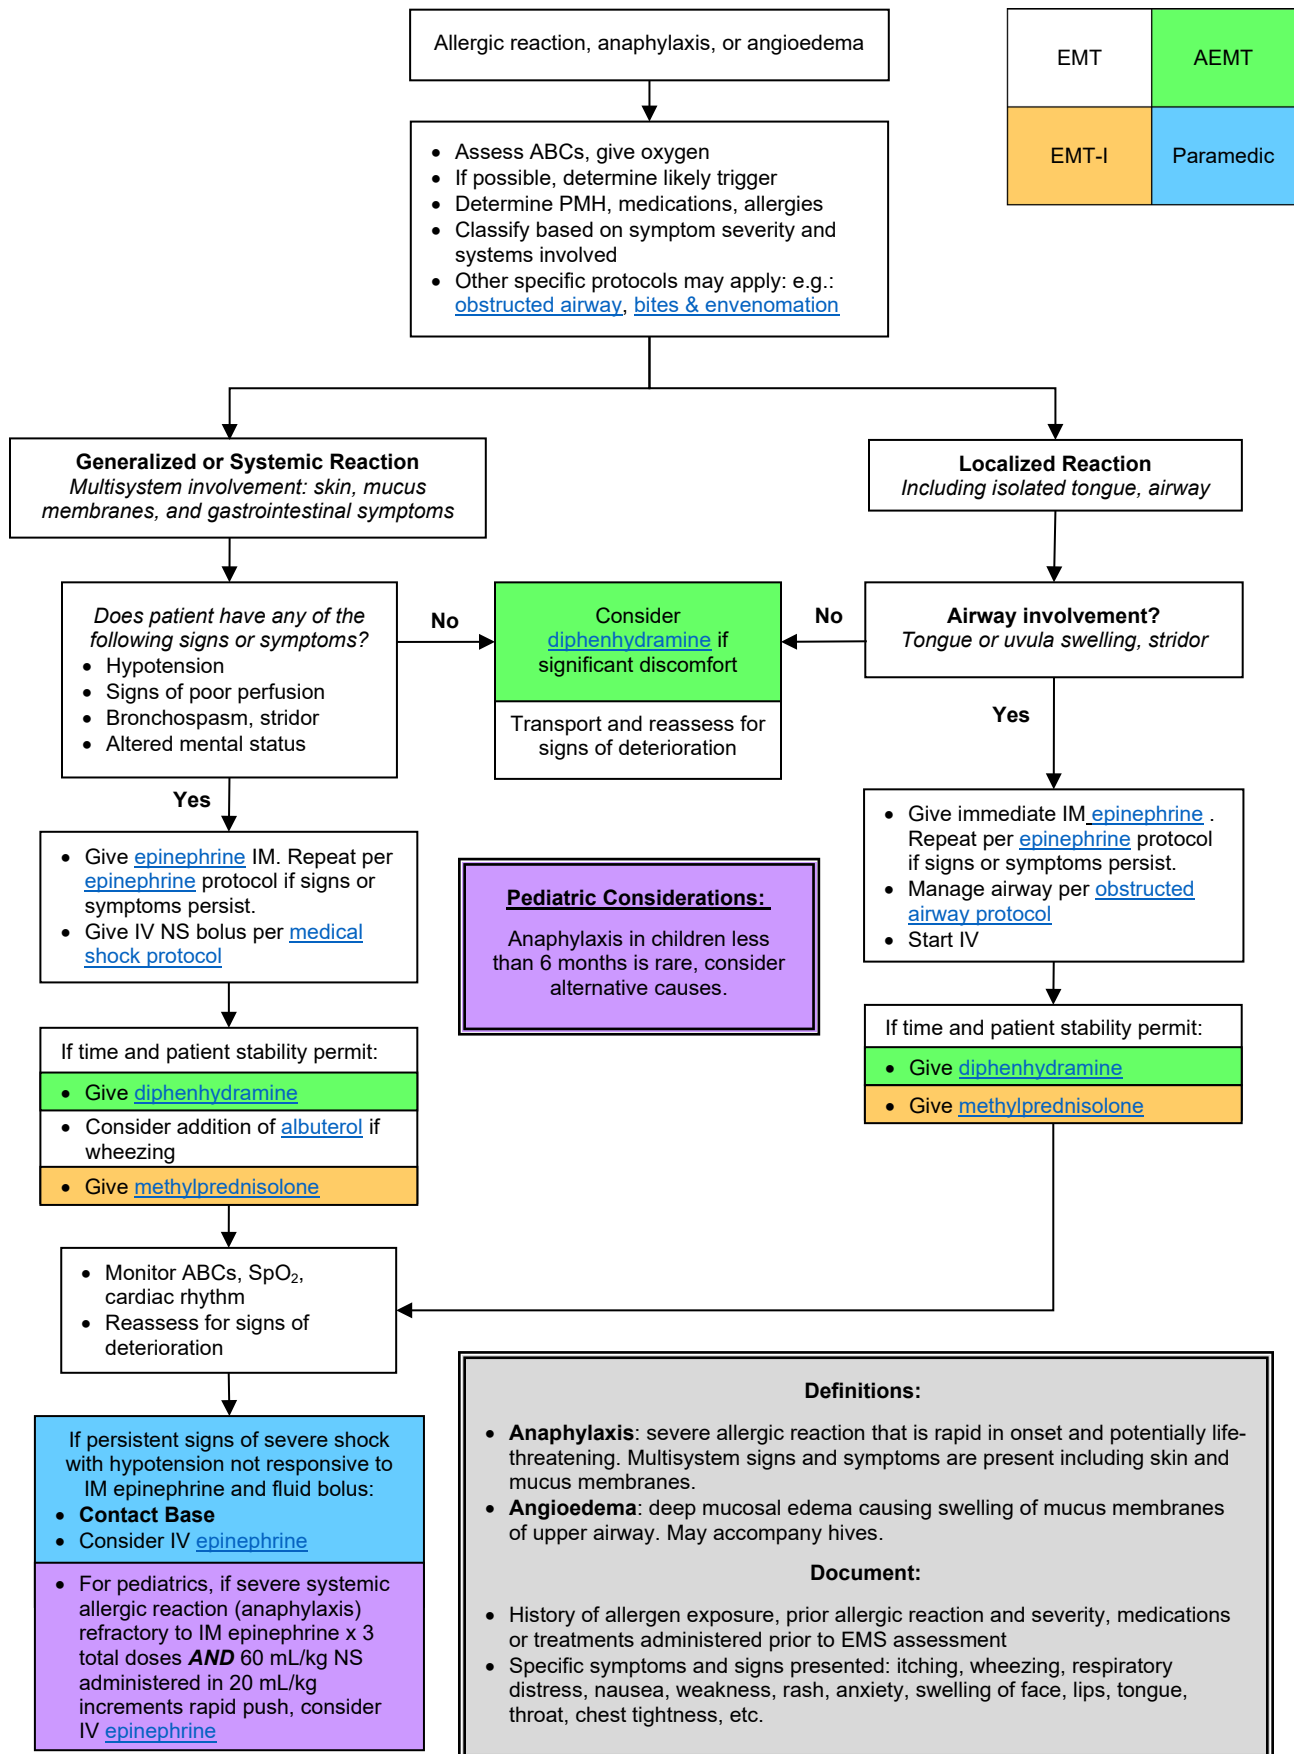 Allergic reaction, anaphylaxis, or angioedema
EMT
AEMT
EMT-I
Paramedic
• Assess ABCs, give oxygen
• If possible, determine likely trigger
• Determine PMH, medications, allergies
• Classify based on symptom severity and
systems involved
• Other specific protocols may apply: e.g.:
obstructed airway, bites & envenomation
Generalized or Systemic Reaction
Multisystem involvement: skin, mucus
membranes, and gastrointestinal symptoms
Localized Reaction
Including isolated tongue, airway
Does patient have any of the
following signs or symptoms?
• Hypotension
• Signs of poor perfusion
• Bronchospasm, stridor
• Altered mental status
No
Consider
diphenhydramine if
significant discomfort
Transport and reassess for
signs of deterioration
No
Airway involvement?
Tongue or uvula swelling, stridor
Yes
Yes
• Give epinephrine IM. Repeat per
epinephrine protocol if signs or
symptoms persist.
• Give IV NS bolus per medical
shock protocol
Pediatric Considerations:
Anaphylaxis in children less
than 6 months is rare, consider
alternative causes.
• Give immediate IM epinephrine .
Repeat per epinephrine protocol
if signs or symptoms persist.
• Manage airway per obstructed
airway protocol
• Start IV
If time and patient stability permit:
• Give diphenhydramine
• Consider addition of albuterol if
wheezing
• Give methylprednisolone
If time and patient stability permit:
• Give diphenhydramine
• Give methylprednisolone
• Monitor ABCs, SpO₂,
cardiac rhythm
• Reassess for signs of
deterioration
If persistent signs of severe shock
with hypotension not responsive to
IM epinephrine and fluid bolus:
• Contact Base
• Consider IV epinephrine
• For pediatrics, if severe systemic
allergic reaction (anaphylaxis)
refractory to IM epinephrine x 3
total doses AND 60 mL/kg NS
administered in 20 mL/kg
increments rapid push, consider
IV epinephrine
Definitions:
• Anaphylaxis: severe allergic reaction that is rapid in onset and potentially life-
threatening. Multisystem signs and symptoms are present including skin and
mucus membranes.
• Angioedema: deep mucosal edema causing swelling of mucus membranes
of upper airway. May accompany hives.
Document:
• History of allergen exposure, prior allergic reaction and severity, medications
or treatments administered prior to EMS assessment
• Specific symptoms and signs presented: itching, wheezing, respiratory
distress, nausea, weakness, rash, anxiety, swelling of face, lips, tongue,
throat, chest tightness, etc.